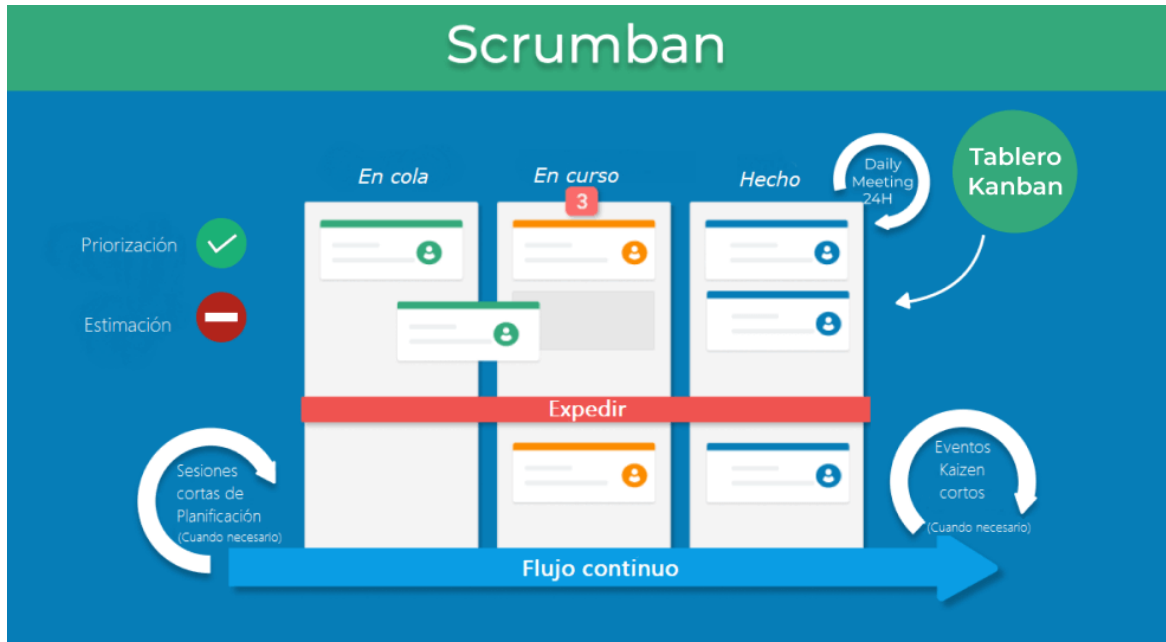 Scrumban
Tablero
Kanban
Daily
Meeting
24H
En cola
En curso
Hecho
3
Priorización
Estimación
Expedir
Sesiones
cortas de
Planificación
(Cuando necesario)
Eventos
Kaizen
cortos
(Cuando necesario)
Flujo continuo